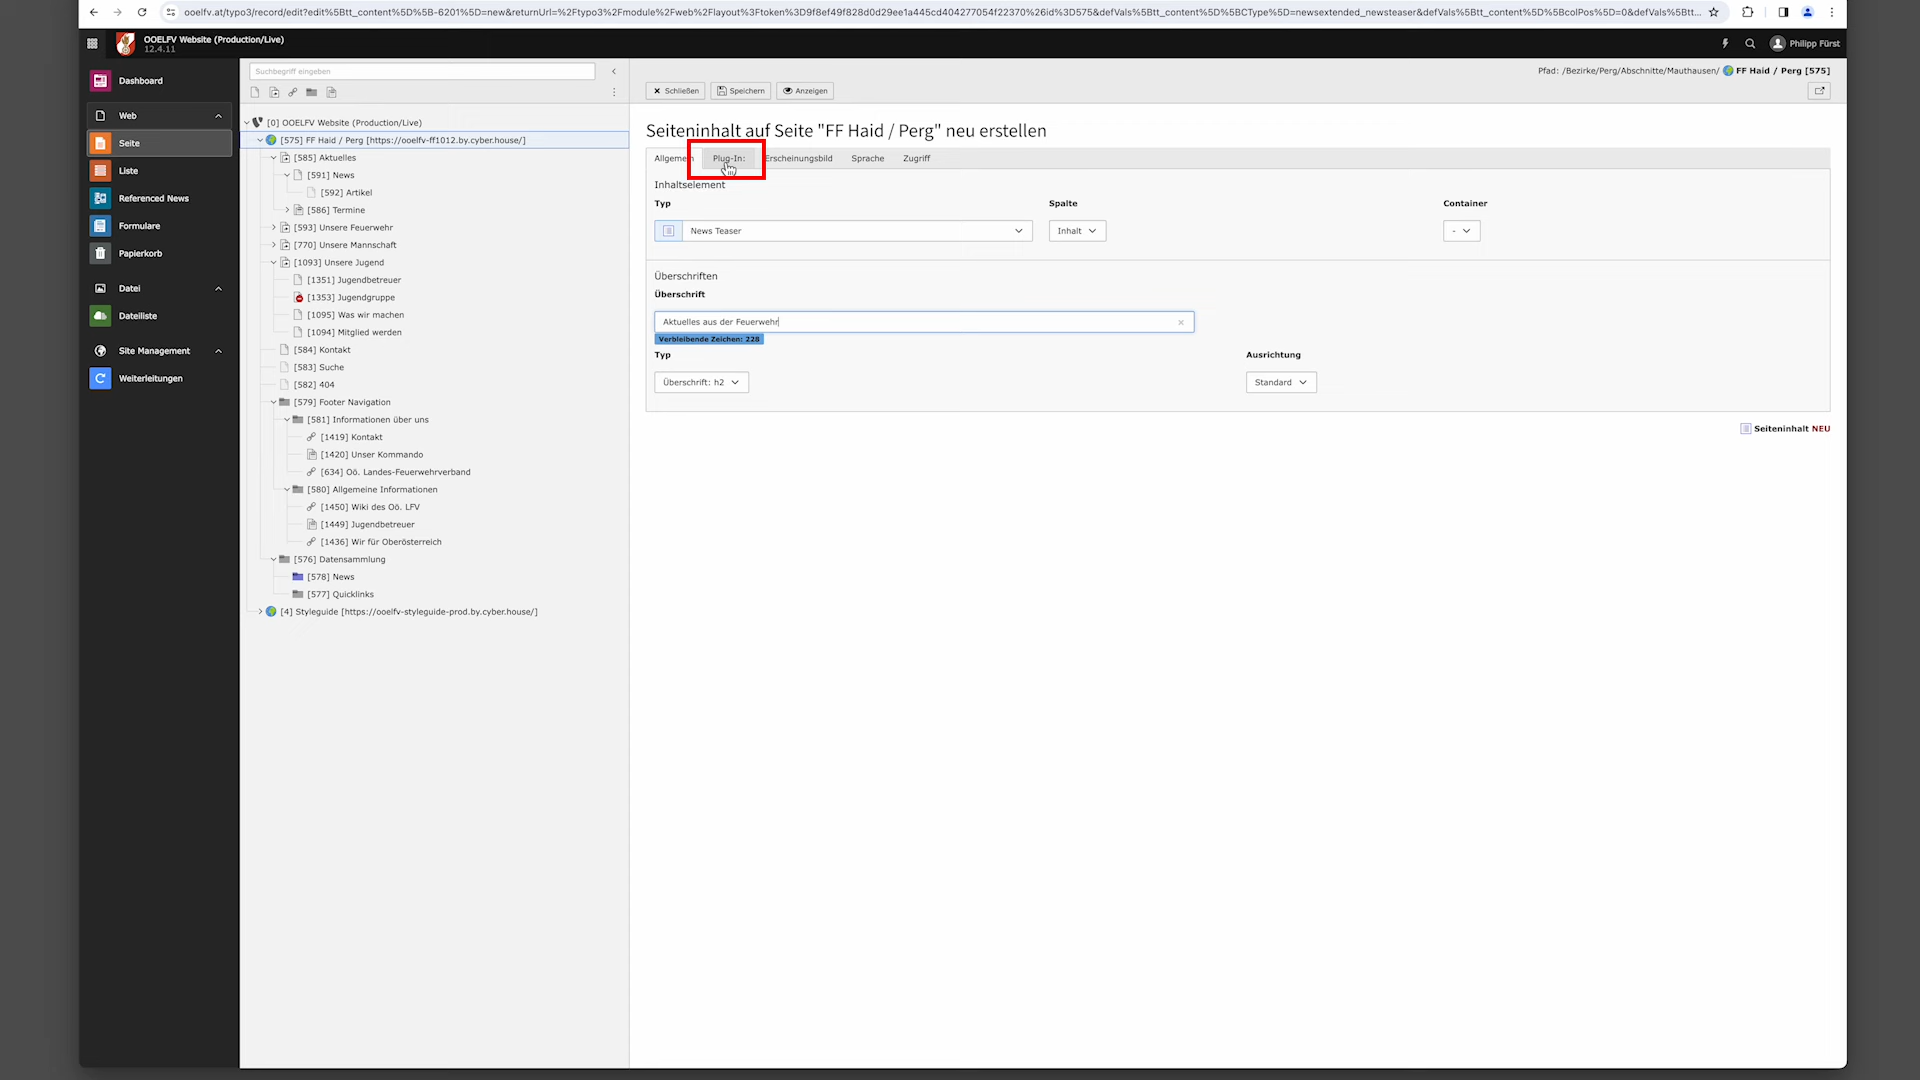 ooelfv.at/typo3/record/edit?edit%5Btt_content%5D%5B-6201%5D=new&returnUrl=%2Ftypo3%2Fmodule%2Fweb%2Flayout%3Ftoken%3D9f8ef49f828d0d29ee1a445cd404277054f22370%26id%3D575&defVals%5Btt_content%5D%5BCType%5D=newsextended_newsteaser&defVals%5Btt_content%5D%5BcolPos%5D=0&defVals%5Btt...
OOELFV Website (Production/Live)
12.4.11
Philipp Fürst
Dashboard
Web
Seite
Liste
Referenced News
Formulare
Papierkorb
Datei
Dateiliste
Site Management
Weiterleitungen
Suchbegriff eingeben
[0] OOELFV Website (Production/Live)
[575] FF Haid / Perg [https://ooelfv-ff1012.by.cyber.house/]
[585] Aktuelles
[591] News
[592] Artikel
[586] Termine
[593] Unsere Feuerwehr
[770] Unsere Mannschaft
[1093] Unsere Jugend
[1351] Jugendbetreuer
[1353] Jugendgruppe
[1095] Was wir machen
[1094] Mitglied werden
[584] Kontakt
[583] Suche
[582] 404
[579] Footer Navigation
[581] Informationen über uns
[1419] Kontakt
[1420] Unser Kommando
[634] Oö. Landes-Feuerwehrverband
[580] Allgemeine Informationen
[1450] Wiki des Oö. LFV
[1449] Jugendbetreuer
[1436] Wir für Oberösterreich
[576] Datensammlung
[578] News
[577] Quicklinks
[4] Styleguide [https://ooelfv-styleguide-prod.by.cyber.house/]
Pfad: /Bezirke/Perg/Abschnitte/Mauthausen/ FF Haid / Perg [575]
Schließen Speichern Anzeigen
Seiteninhalt auf Seite "FF Haid / Perg" neu erstellen
Allgemein Plug-In: Erscheinungsbild Sprache Zugriff
Inhaltselement
Typ Spalte Container
News Teaser Inhalt -
Überschriften
Überschrift
Aktuelles aus der Feuerwehr
Verbleibende Zeichen: 228
Typ Ausrichtung
Überschrift: h2 Standard
Seiteninhalt NEU